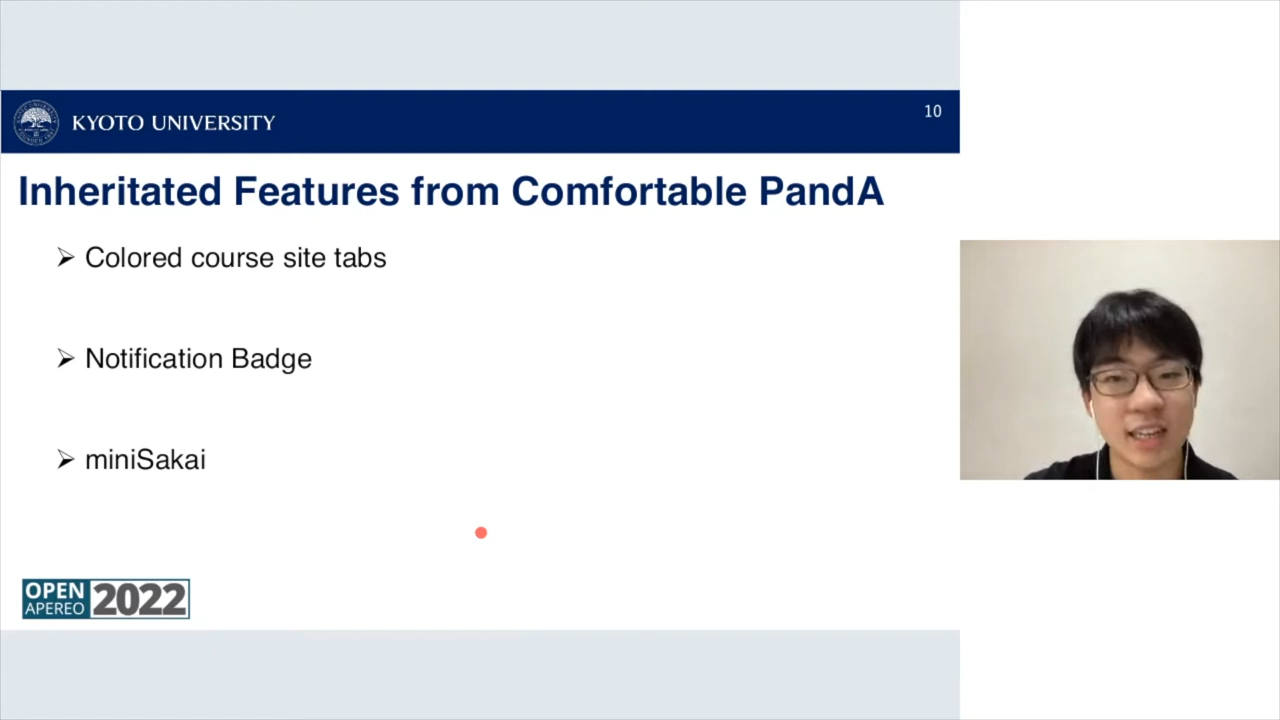 KYOTO UNIVERSITY
10
Inheritated Features from Comfortable PandA
➢ Colored course site tabs
➢ Notification Badge
➢ miniSakai
OPEN
APEREO
2022